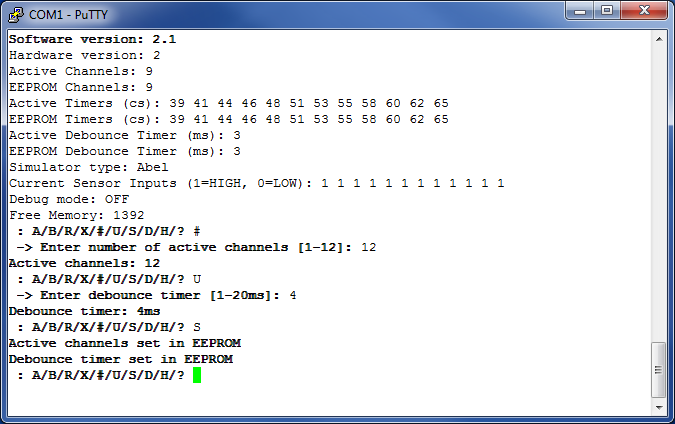 COM1 - PuTTY
Software version: 2.1
Hardware version: 2
Active Channels: 9
EEPROM Channels: 9
Active Timers (cs): 39 41 44 46 48 51 53 55 58 60 62 65
EEPROM Timers (cs): 39 41 44 46 48 51 53 55 58 60 62 65
Active Debounce Timer (ms): 3
EEPROM Debounce Timer (ms): 3
Simulator type: Abel
Current Sensor Inputs (1=HIGH, 0=LOW): 1 1 1 1 1 1 1 1 1 1 1 1
Debug mode: OFF
Free Memory: 1392
: A/B/R/X/#/U/S/D/H/? #
-> Enter number of active channels [1-12]: 12
Active channels: 12
: A/B/R/X/#/U/S/D/H/? U
-> Enter debounce timer [1-20ms]: 4
Debounce timer: 4ms
: A/B/R/X/#/U/S/D/H/? S
Active channels set in EEPROM
Debounce timer set in EEPROM
: A/B/R/X/#/U/S/D/H/?